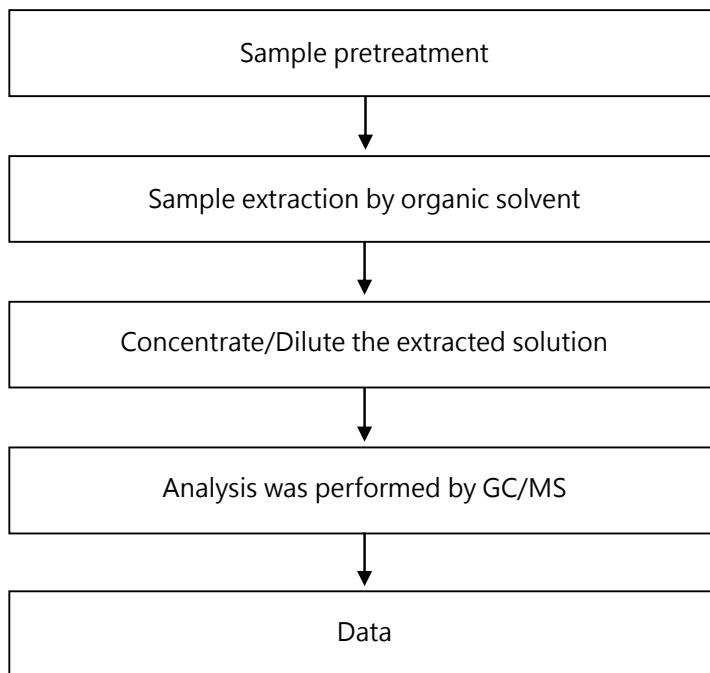 Sample pretreatment
Sample extraction by organic solvent
Concentrate/Dilute the extracted solution
Analysis was performed by GC/MS
Data